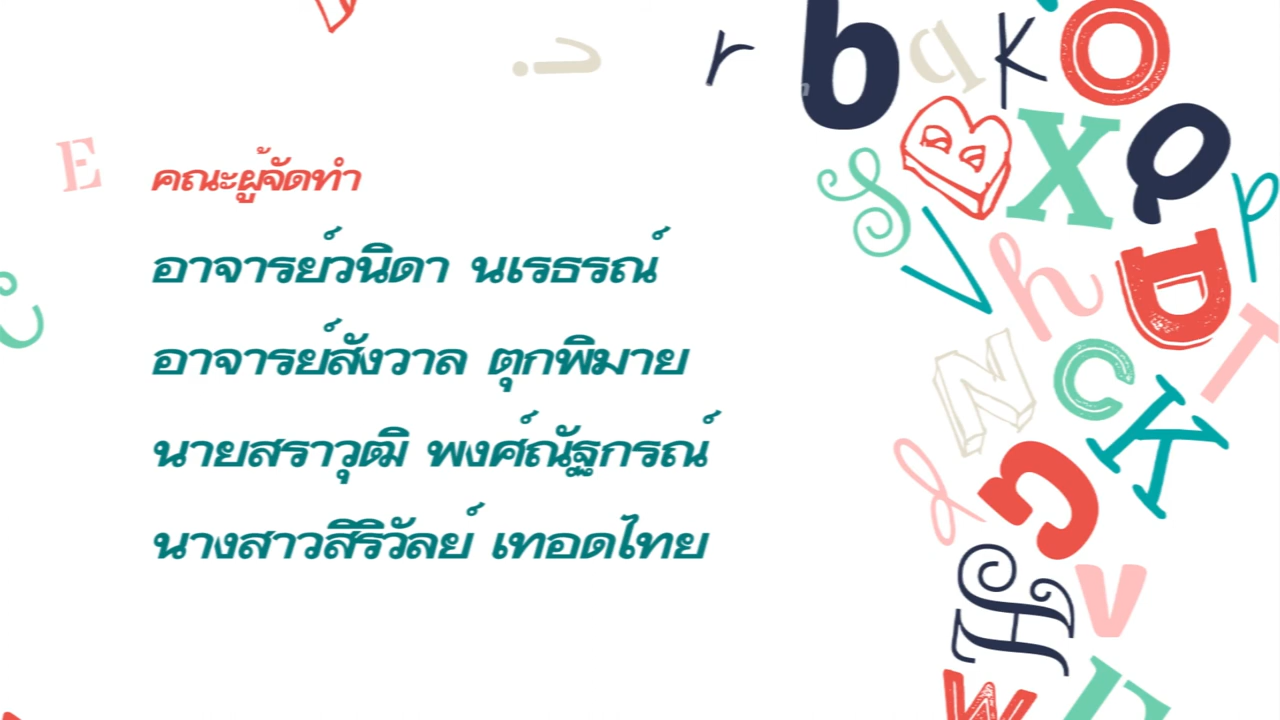 คณะผู้จัดทำ
อาจารย์วนิดา นเรธรณ์
อาจารย์สังวาล ตุกพิมาย
นายสราวุฒิ พงศ์ณัฐกรณ์
นางสาวสิริวัลย์ เทอดไทย